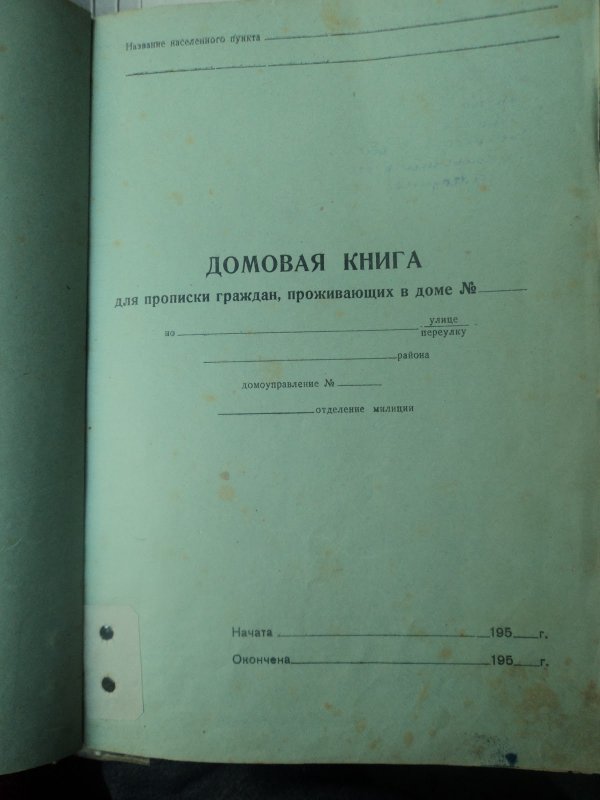 Название населенного пункта
ДОМОВАЯ КНИГА
для прописки граждан, проживающих в доме №
по улице
переулку
района
домоуправление №
отделение милиции
Начата 195 г.
Окончена 195 г.